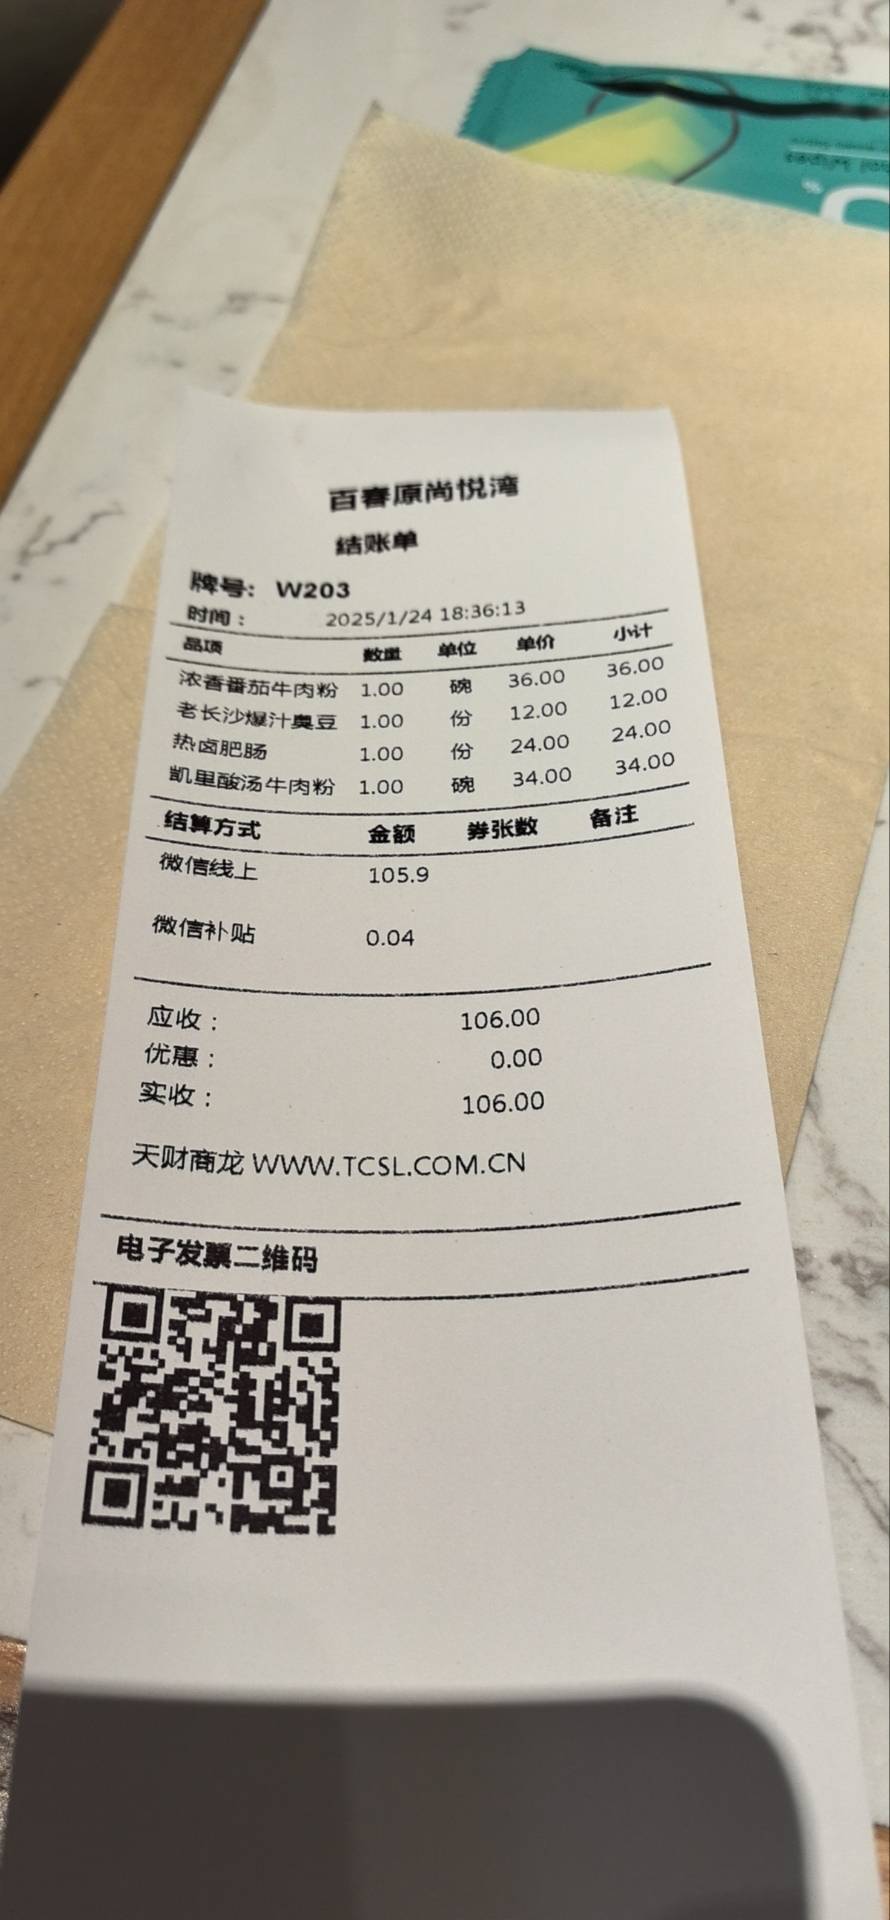 百春原尚悦湾
结账单
牌号： W203
时间： 2025/1/24 18:36:13
品项 数量 单位 单价 小计
浓香番茄牛肉粉 1.00 碗 36.00 36.00
老长沙爆汁臭豆 1.00 份 12.00 12.00
热卤肥肠 1.00 份 24.00 24.00
凯里酸汤牛肉粉 1.00 碗 34.00 34.00
结算方式 金额 券张数 备注
微信线上 105.9
微信补贴 0.04
应收： 106.00
优惠： 0.00
实收： 106.00
天财商龙 WWW.TCSL.COM.CN
电子发票二维码